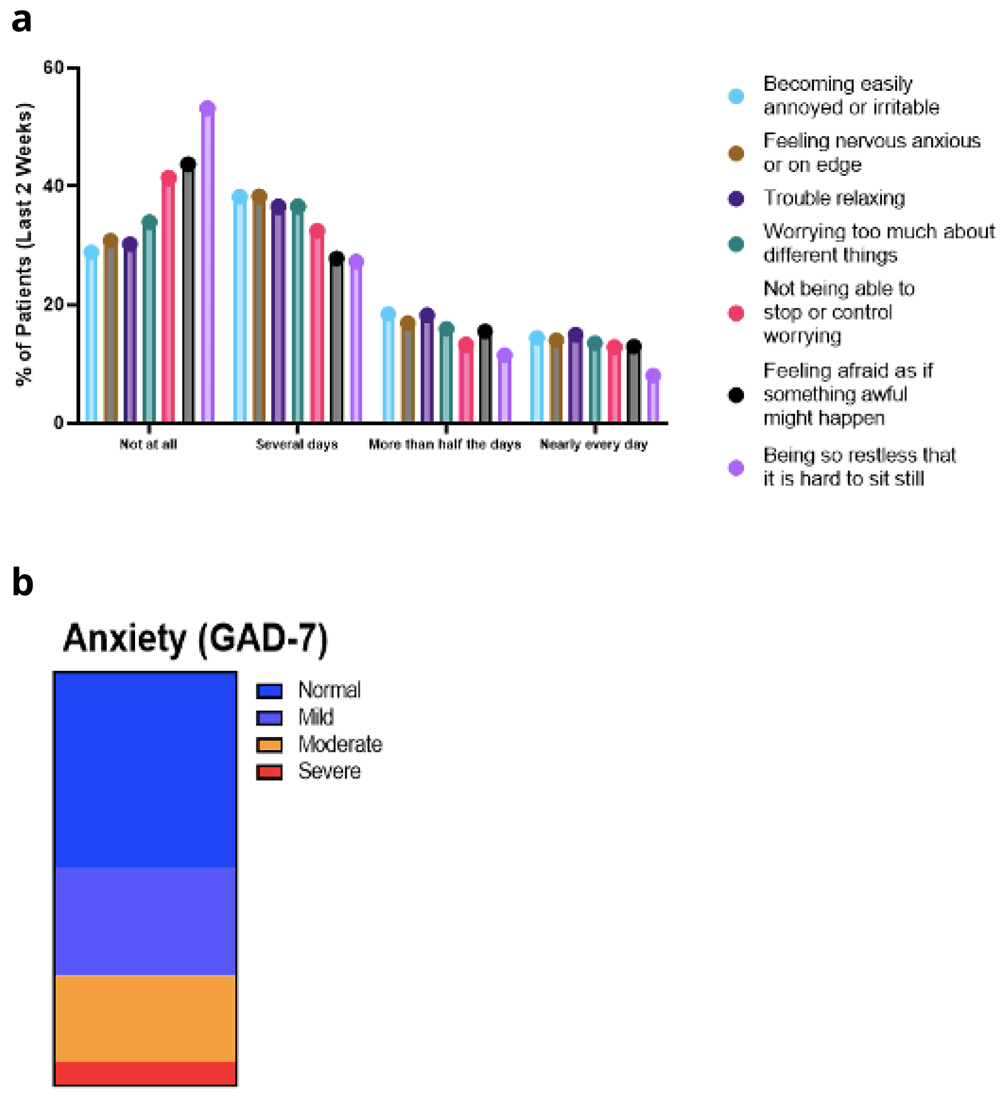 a
60
40
20
0
% of Patients (Last 2 Weeks)
Not at all
Several days
More than half the days
Nearly every day
Becoming easily
annoyed or irritable
Feeling nervous anxious
or on edge
Trouble relaxing
Worrying too much about
different things
Not being able to
stop or control
worrying
Feeling afraid as if
something awful
might happen
Being so restless that
it is hard to sit still
b
Anxiety (GAD-7)
Normal
Mild
Moderate
Severe